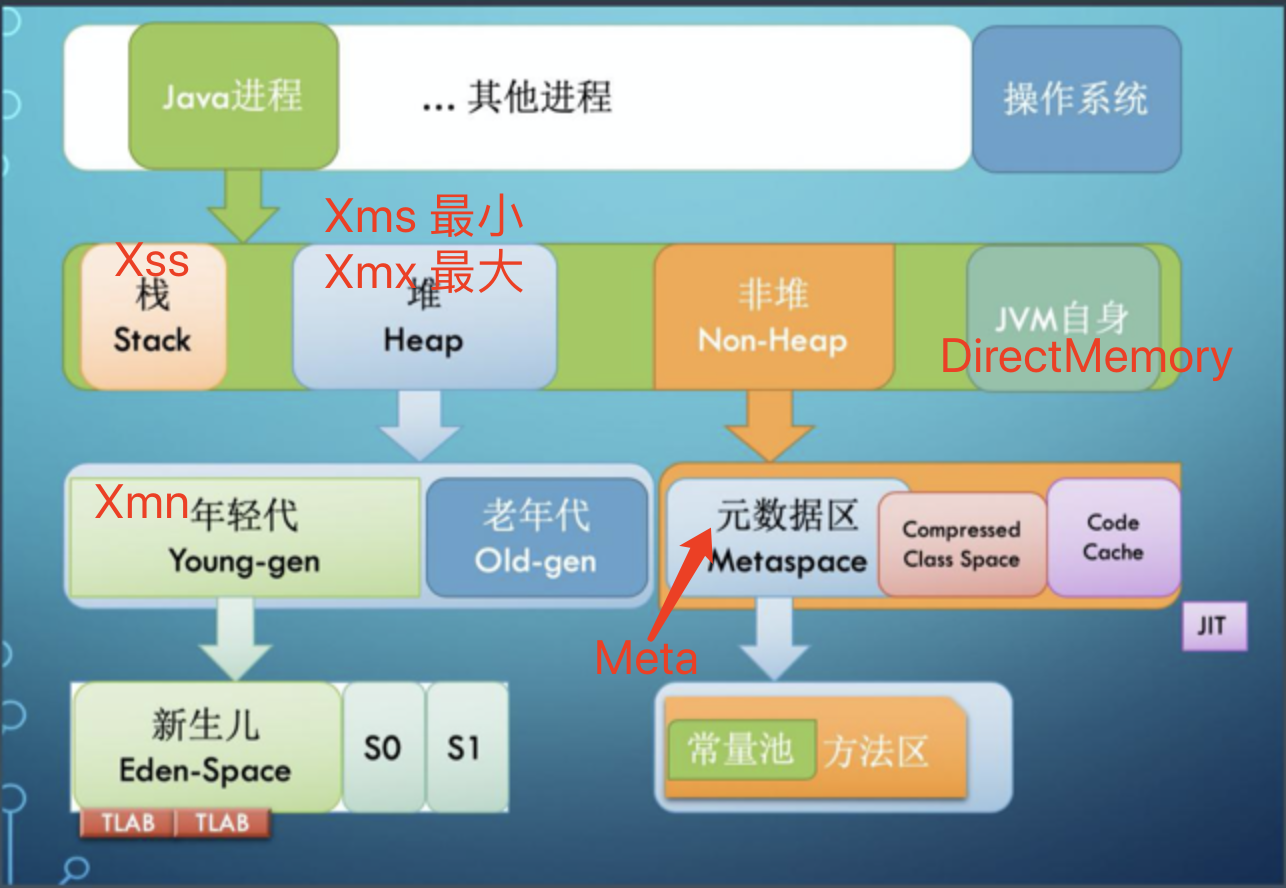 Java进程
... 其他进程
操作系统
Xms 最小
Xmx 最大
Xss
栈
Stack
堆
Heap
非堆
Non-Heap
JVM自身
DirectMemory
Xmn
年轻代
Young-gen
老年代
Old-gen
元数据区
Metaspace
Compressed
Class Space
Code
Cache
JIT
Meta
新生儿
Eden-Space
S0
S1
TLAB
TLAB
常量池
方法区